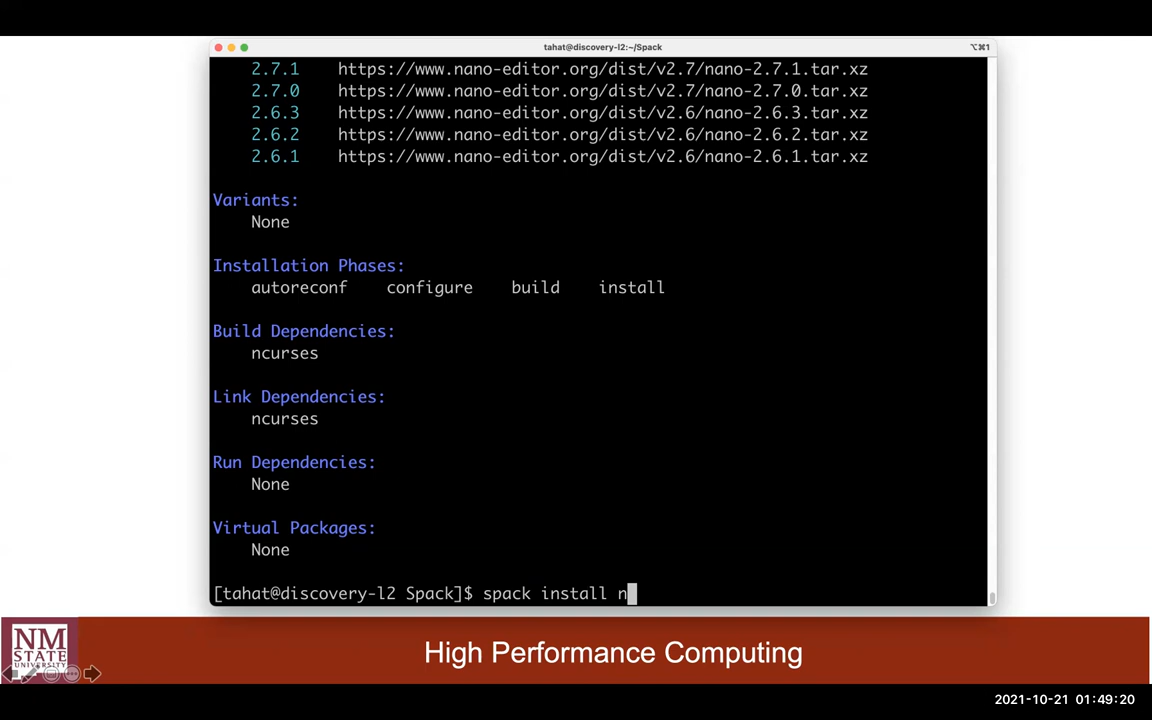 tahat@discovery-l2:~/Spack
⌥⌘1
2.7.1 https://www.nano-editor.org/dist/v2.7/nano-2.7.1.tar.xz
2.7.0 https://www.nano-editor.org/dist/v2.7/nano-2.7.0.tar.xz
2.6.3 https://www.nano-editor.org/dist/v2.6/nano-2.6.3.tar.xz
2.6.2 https://www.nano-editor.org/dist/v2.6/nano-2.6.2.tar.xz
2.6.1 https://www.nano-editor.org/dist/v2.6/nano-2.6.1.tar.xz
Variants:
None
Installation Phases:
autoreconf configure build install
Build Dependencies:
ncurses
Link Dependencies:
ncurses
Run Dependencies:
None
Virtual Packages:
None
[tahat@discovery-l2 Spack]$ spack install n
NM
STATE
UNIVERSITY
High Performance Computing
2021-10-21 01:49:20